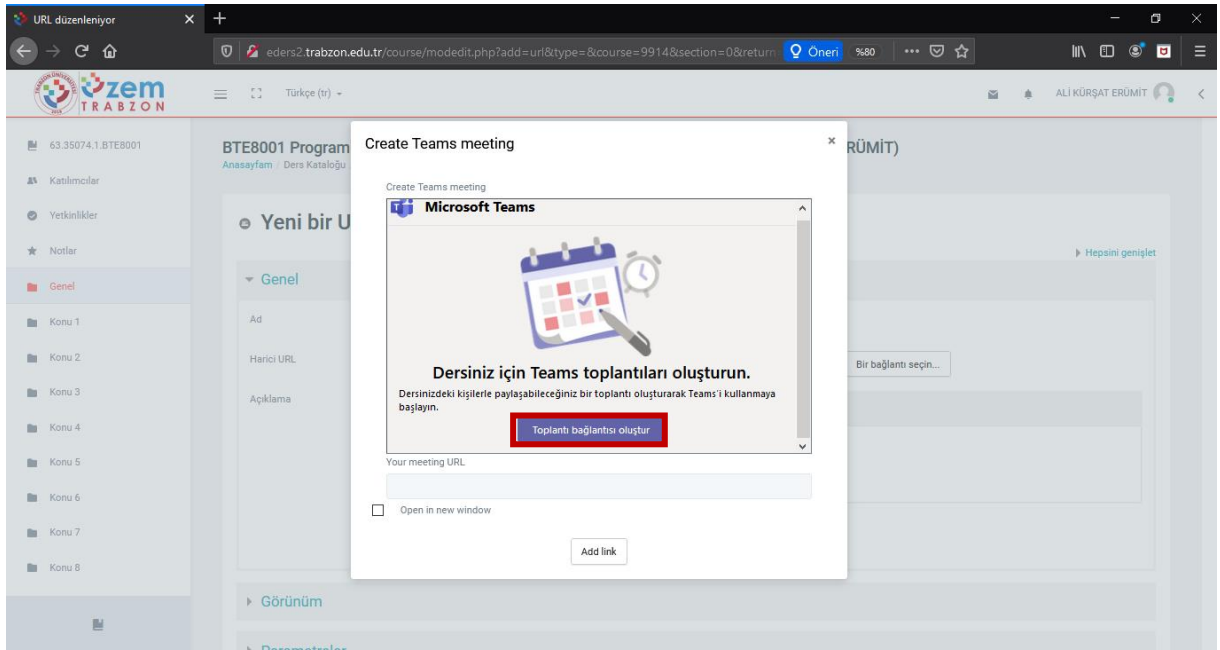 URL düzenleniyor
eders2.trabzon.edu.tr/course/modedit.php?add=url&type=&course=9914&section=0&return
Öneri
%80
üzem
TRABZON
Türkçe (tr)
ALİ KÜRŞAT ERÜMİT
63.35074.1.BTE8001
Katılımcılar
Yetkinlikler
Notlar
Genel
Konu 1
Konu 2
Konu 3
Konu 4
Konu 5
Konu 6
Konu 7
Konu 8
BTE8001 Program
RÜMİT)
Anasayfam / Ders Kataloğu
Yeni bir U
Hepsini genişlet
Genel
Ad
Harici URL
Bir bağlantı seçin...
Açıklama
Create Teams meeting
Create Teams meeting
Microsoft Teams
Dersiniz için Teams toplantıları oluşturun.
Dersinizdeki kişilerle paylaşabileceğiniz bir toplantı oluşturarak Teams'i kullanmaya
başlayın.
Toplantı bağlantısı oluştur
Your meeting URL
Open in new window
Add link
Görünüm
Parametreler